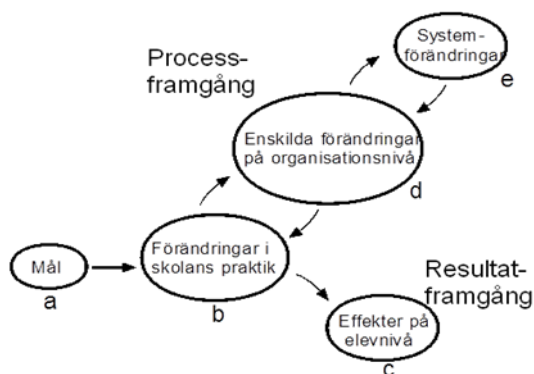 System-
förändringar
e
Process-
framgång
Enskilda förändringar
på organisationsnivå
d
Förändringar i
skolans praktik
b
Mål
a
Resultat-
framgång
Effekter på
elevnivå
c